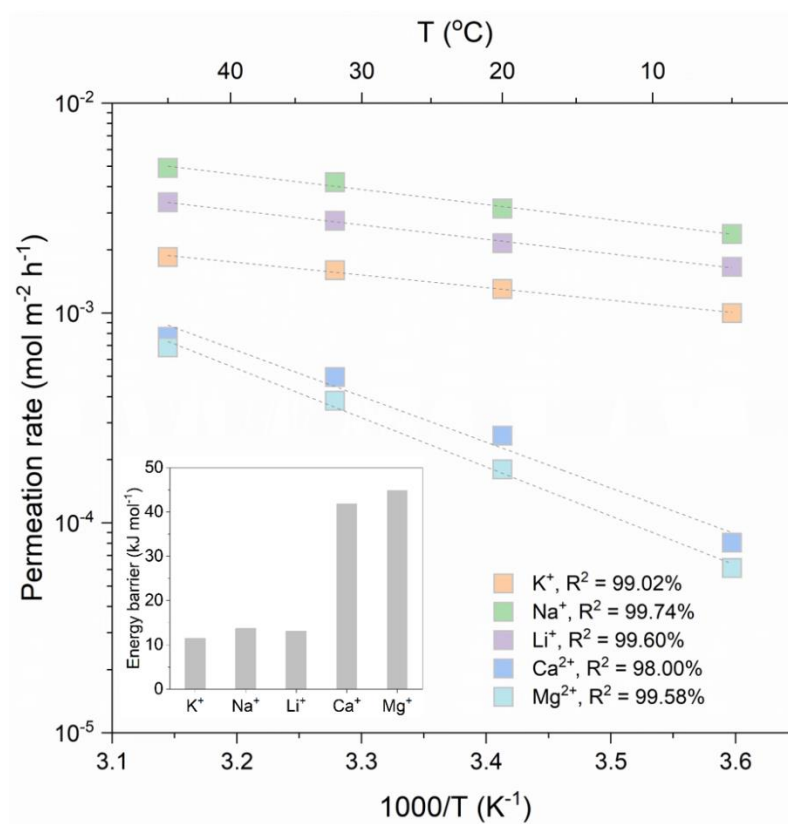 T (°C)
40 30 20 10
10⁻²
10⁻³
10⁻⁴
10⁻⁵
Permeation rate (mol m⁻² h⁻¹)
50
40
30
20
10
0
Energy barrier (kJ mol⁻¹)
K⁺ Na⁺ Li⁺ Ca⁺ Mg⁺
K⁺, R² = 99.02%
Na⁺, R² = 99.74%
Li⁺, R² = 99.60%
Ca²⁺, R² = 98.00%
Mg²⁺, R² = 99.58%
3.1 3.2 3.3 3.4 3.5 3.6
1000/T (K⁻¹)